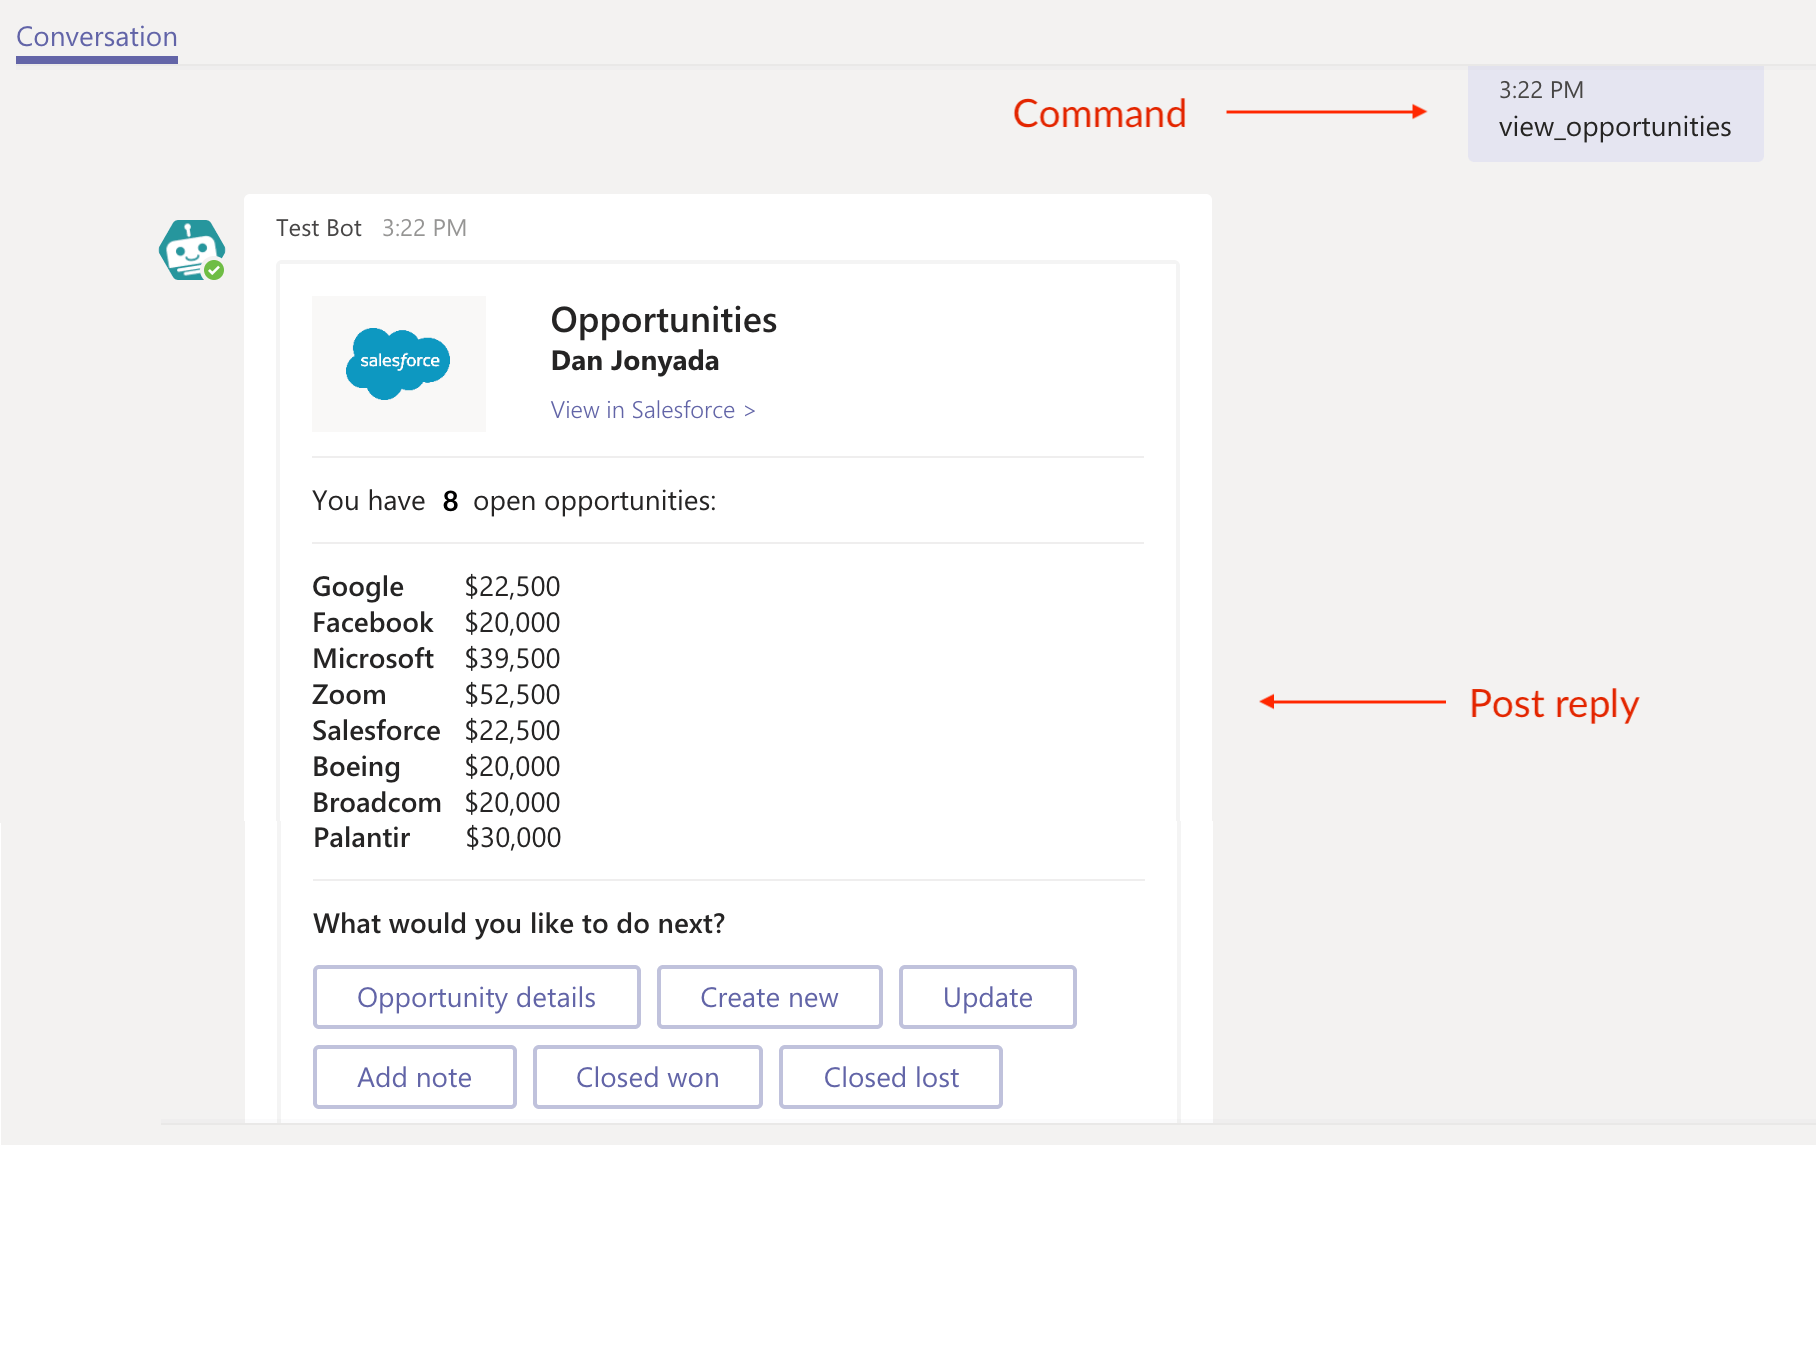 Conversation
Command
3:22 PM
view_opportunities
Test Bot 3:22 PM
salesforce
Opportunities
Dan Jonyada
View in Salesforce >
You have 8 open opportunities:
Google $22,500
Facebook $20,000
Microsoft $39,500
Zoom $52,500
Salesforce $22,500
Boeing $20,000
Broadcom $20,000
Palantir $30,000
Post reply
What would you like to do next?
Opportunity details Create new Update
Add note Closed won Closed lost